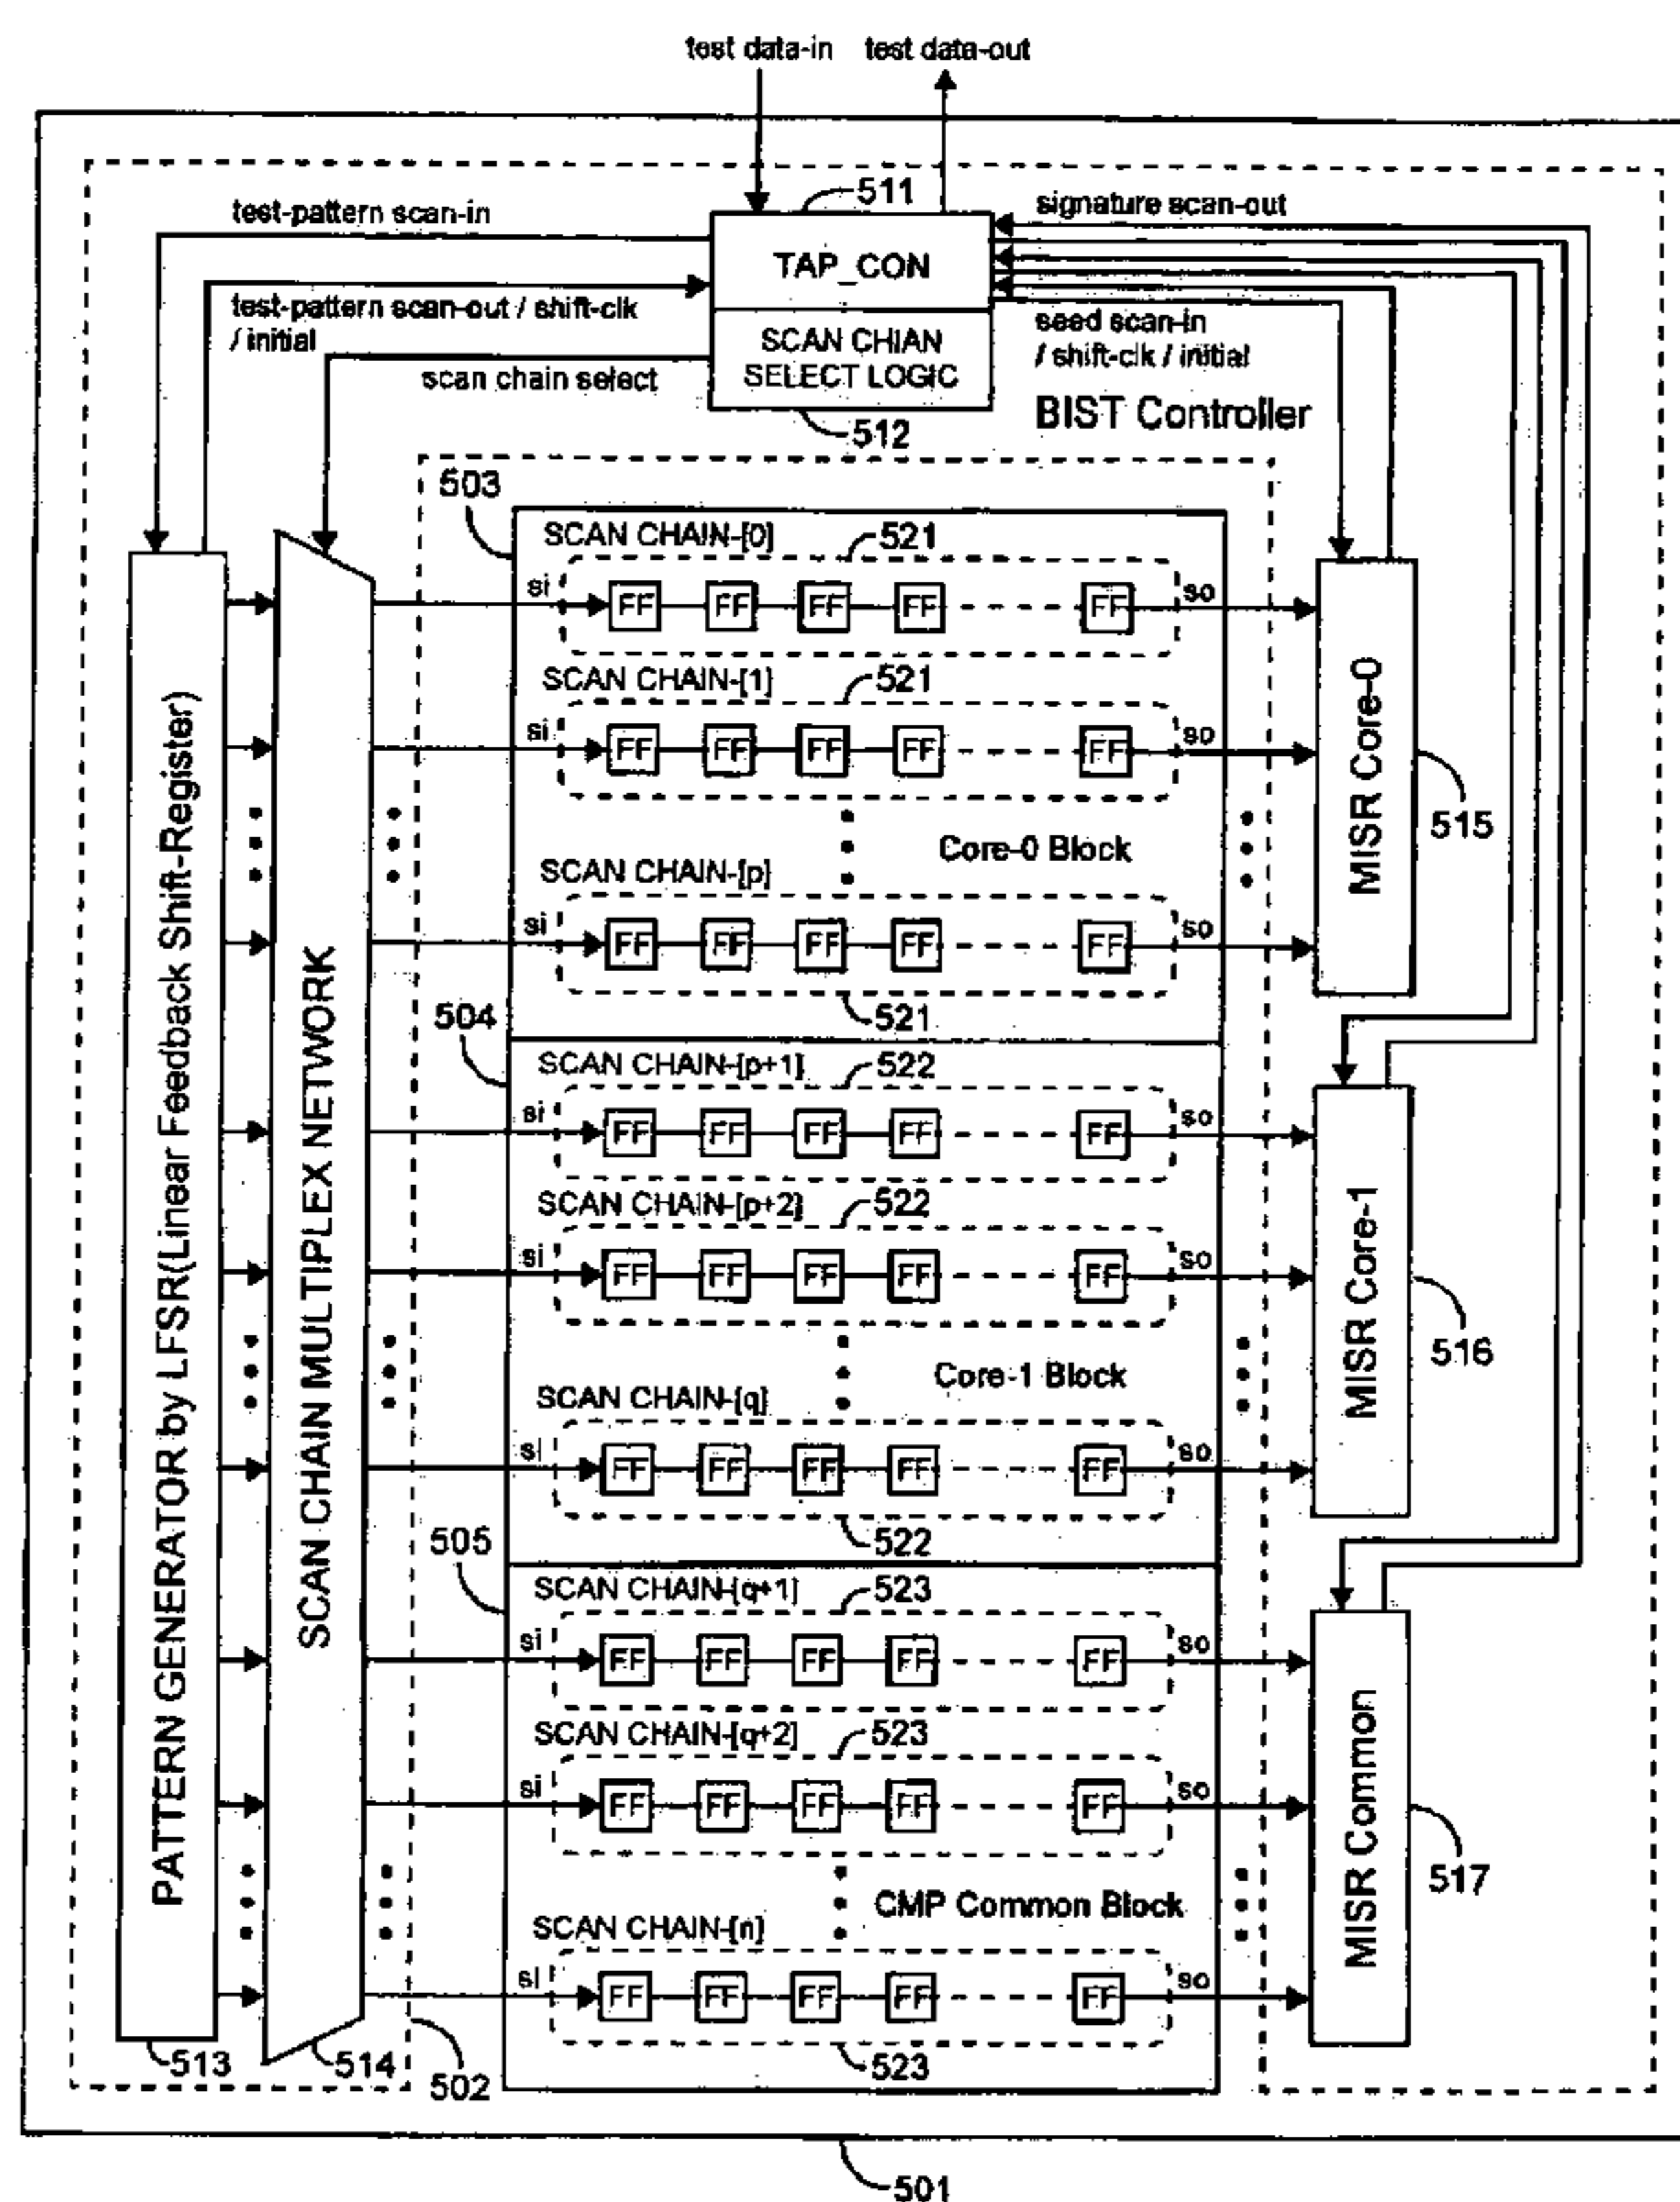 test data-in test data-out
511
test-pattern scan-in
signature scan-out
TAP_CON
test-pattern scan-out / shift-clk
/ initial
seed scan-in
/ shift-clk / initial
SCAN CHIAN
SELECT LOGIC
scan chain select
512
BIST Controller
503
SCAN CHAIN-[0]
521
si FF FF FF FF FF so
SCAN CHAIN-[1]
521
si FF FF FF FF FF so
Core-0 Block
SCAN CHAIN-[p]
si FF FF FF FF FF so
521
MISR Core-0
515
504
SCAN CHAIN-[p+1]
522
si FF FF FF FF FF so
SCAN CHAIN-[p+2]
522
si FF FF FF FF FF so
Core-1 Block
SCAN CHAIN-[q]
si FF FF FF FF FF so
522
MISR Core-1
516
505
SCAN CHAIN-[q+1]
523
si FF FF FF FF FF so
SCAN CHAIN-[q+2]
523
si FF FF FF FF FF so
CMP Common Block
SCAN CHAIN-[n]
si FF FF FF FF FF so
523
MISR Common
517
PATTERN GENERATOR by LFSR(Linear Feedback Shift-Register)
SCAN CHAIN MULTIPLEX NETWORK
513
514
502
501